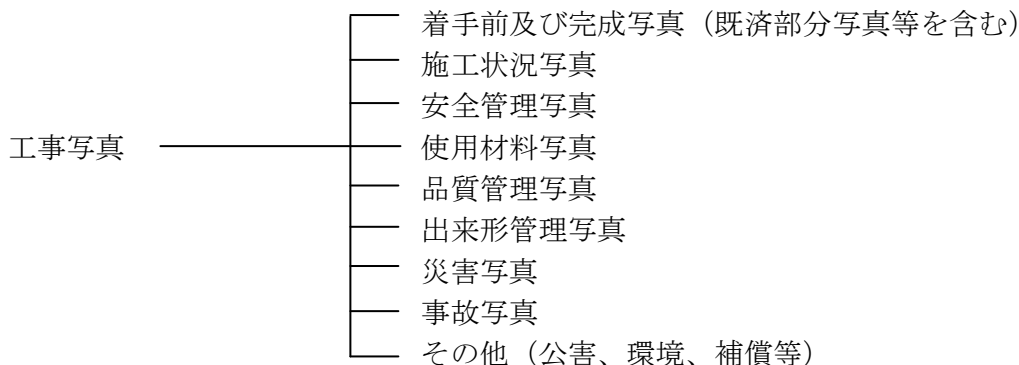 着手前及び完成写真（既済部分写真等を含む）
施工状況写真
安全管理写真
工事写真
使用材料写真
品質管理写真
出来形管理写真
災害写真
事故写真
その他（公害、環境、補償等）